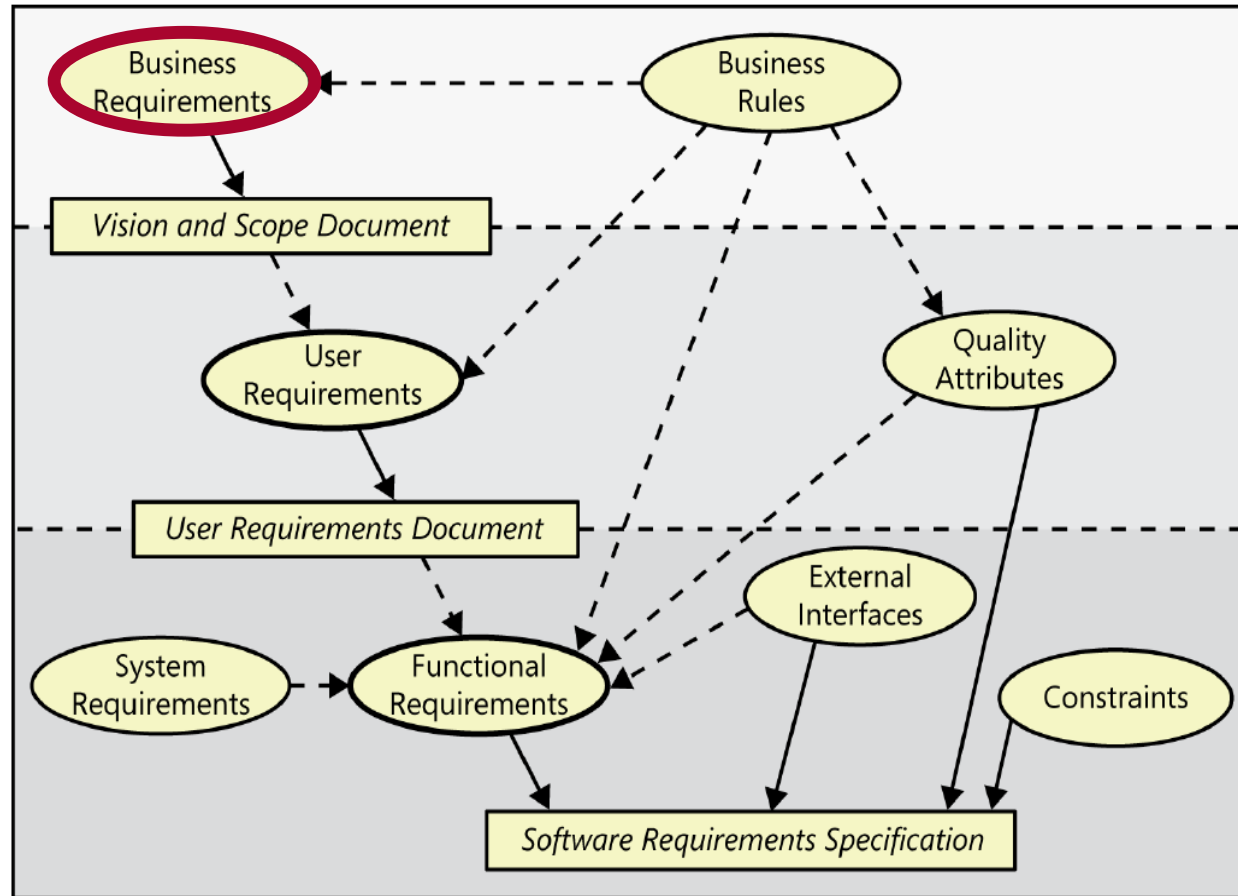 Business
Requirements
Business
Rules
Vision and Scope Document
User
Requirements
Quality
Attributes
User Requirements Document
External
Interfaces
System
Requirements
Functional
Requirements
Constraints
Software Requirements Specification